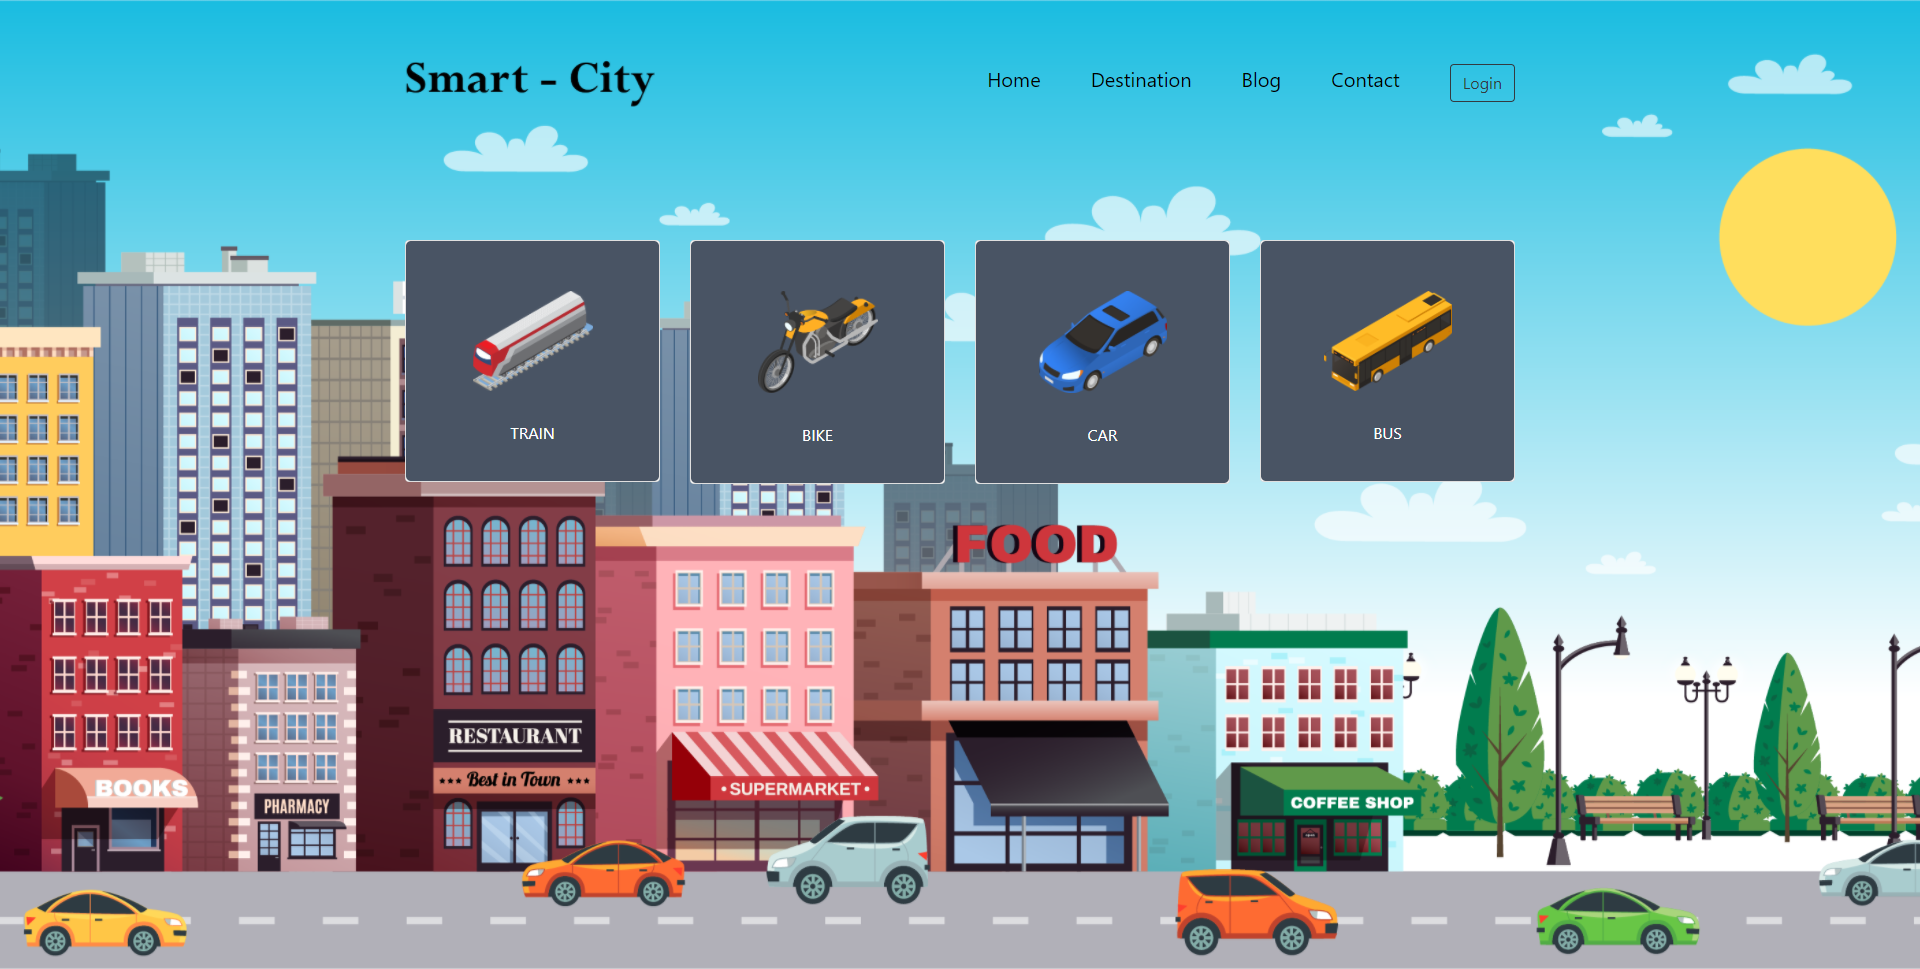 Smart - City
Home
Destination
Blog
Contact
Login
TRAIN
BIKE
CAR
BUS
FOOD
RESTAURANT
Best in Town
BOOKS
PHARMACY
SUPERMARKET
COFFEE SHOP